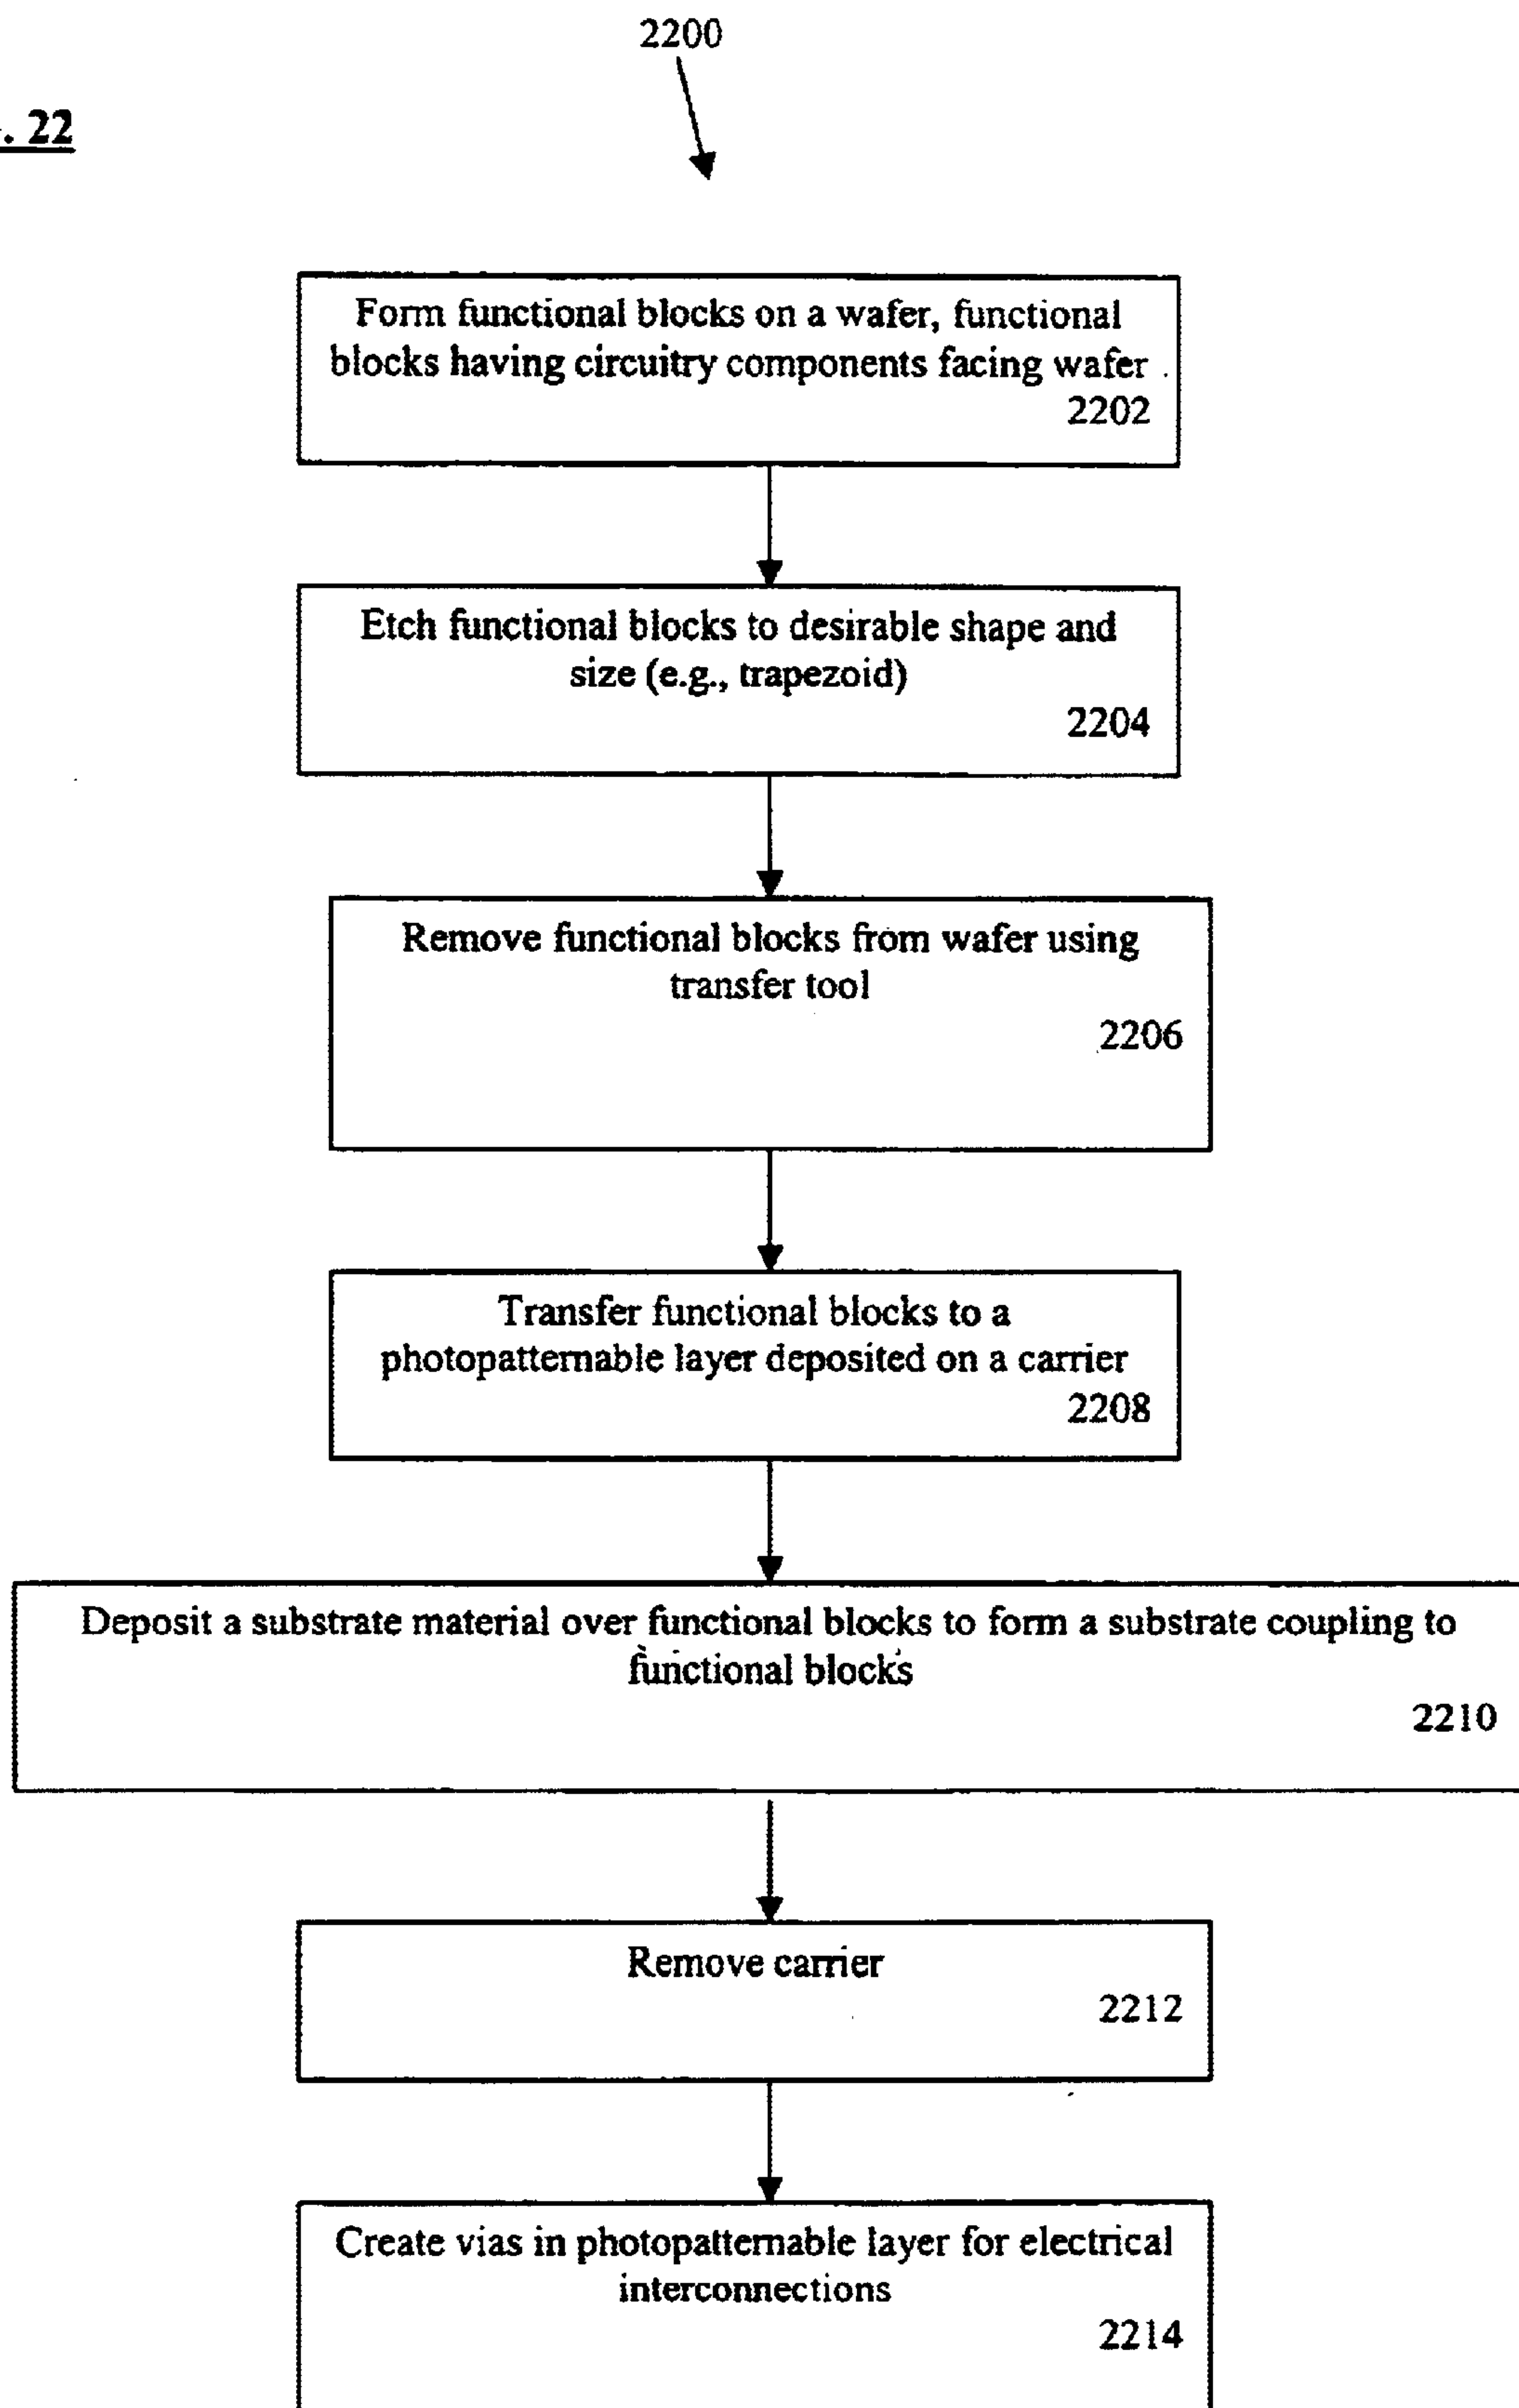 2200
. 22
Form functional blocks on a wafer, functional
blocks having circuitry components facing wafer
2202
Etch functional blocks to desirable shape and
size (e.g., trapezoid)
2204
Remove functional blocks from wafer using
transfer tool
2206
Transfer functional blocks to a
photopatternable layer deposited on a carrier
2208
Deposit a substrate material over functional blocks to form a substrate coupling to
functional blocks
2210
Remove carrier
2212
Create vias in photopatternable layer for electrical
interconnections
2214